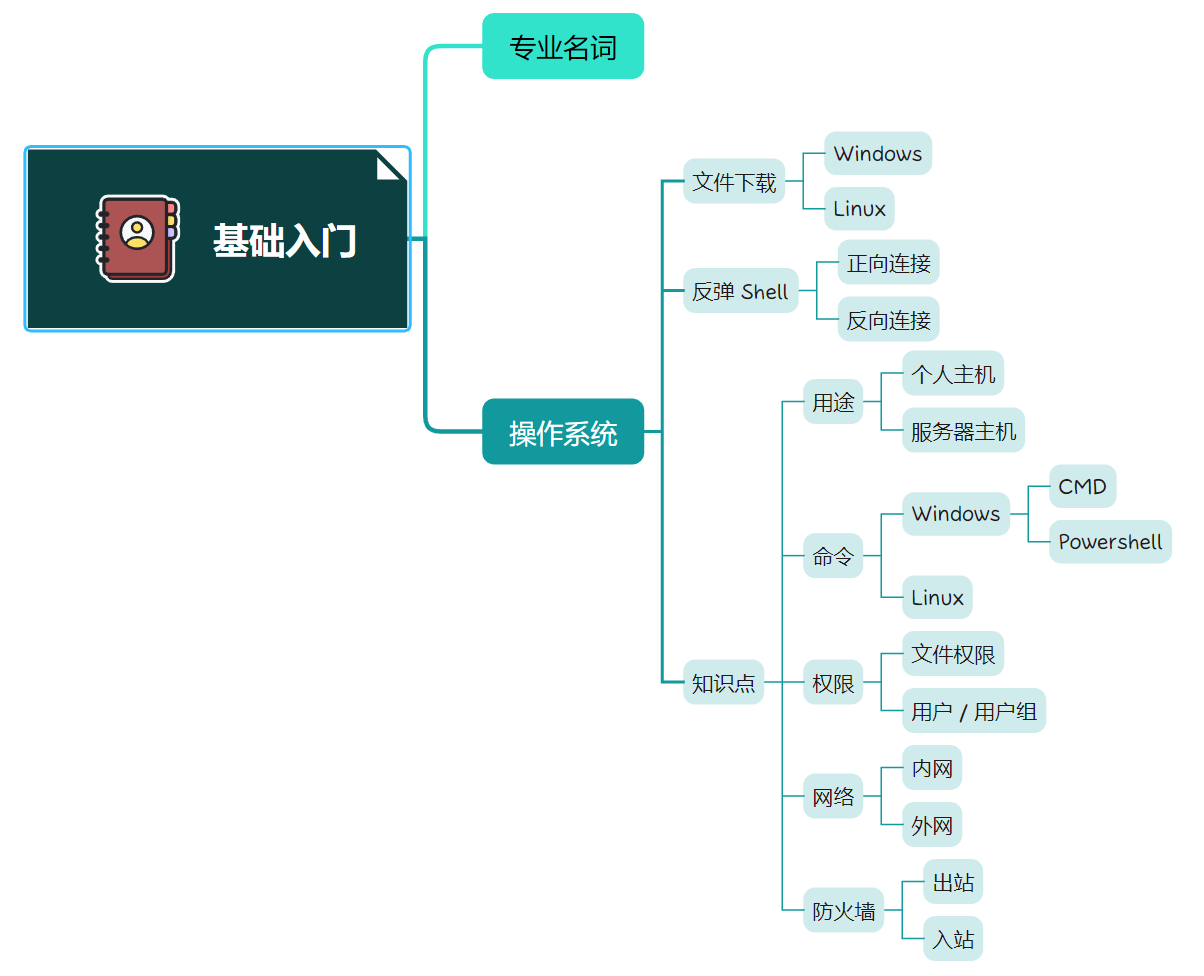 专业名词
基础入门
操作系统
文件下载
Windows
Linux
反弹 Shell
正向连接
反向连接
知识点
用途
个人主机
服务器主机
命令
Windows
CMD
Powershell
Linux
权限
文件权限
用户 / 用户组
网络
内网
外网
防火墙
出站
入站